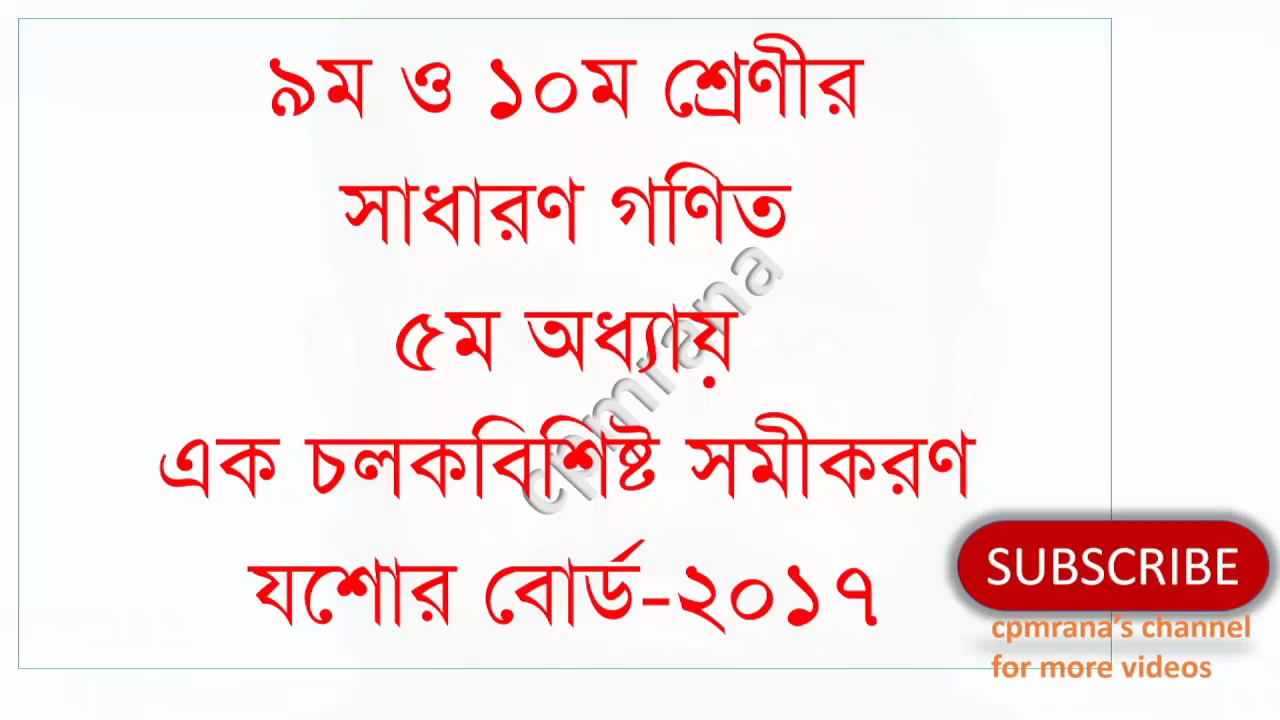 ৯ম ও ১০ম শ্রেণীর
সাধারণ গণিত
৫ম অধ্যায়
এক চলকবিশিষ্ট সমীকরণ
যশোর বোর্ড-২০১৭
cpmrana
SUBSCRIBE
cpmrana’s channel
for more videos